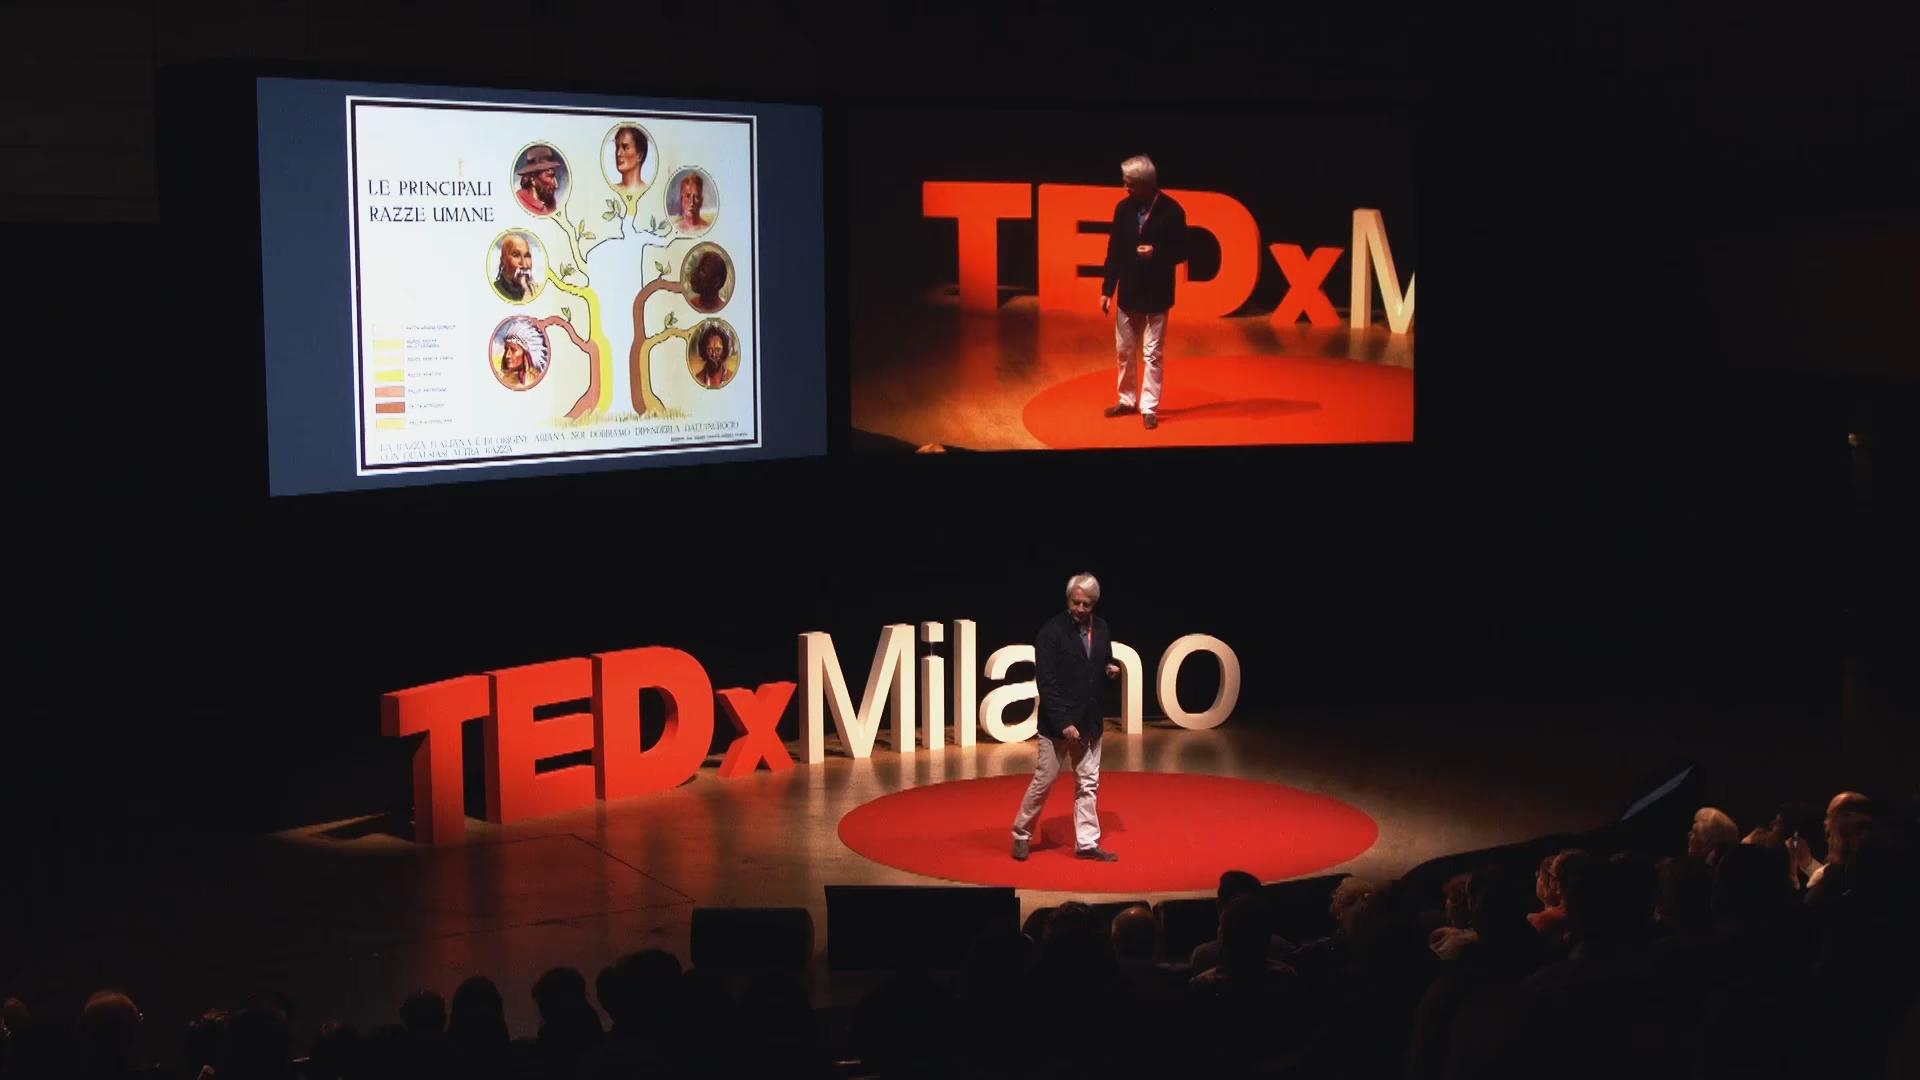 LE PRINCIPALI
RAZZE UMANE
LA RAZZA ITALIANA È DI ORIGINE ARIANA NOI DOBBIAMO DIFENDERLA DALL'INCROCIO
CON QUALSIASI ALTRA RAZZA
TEDxM
TEDxMilano